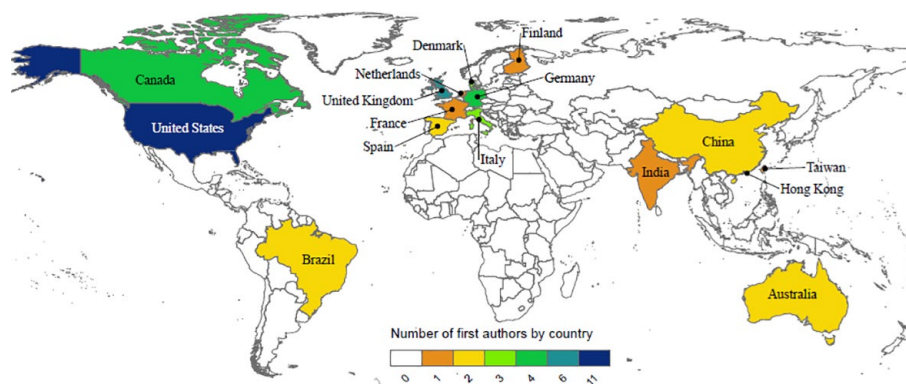 Finland
Denmark
Netherlands
Canada
Germany
United Kingdom
United States
France
China
Spain
Italy
India
Taiwan
Hong Kong
Brazil
Australia
Number of first authors by country
0 1 2 3 4 6 11